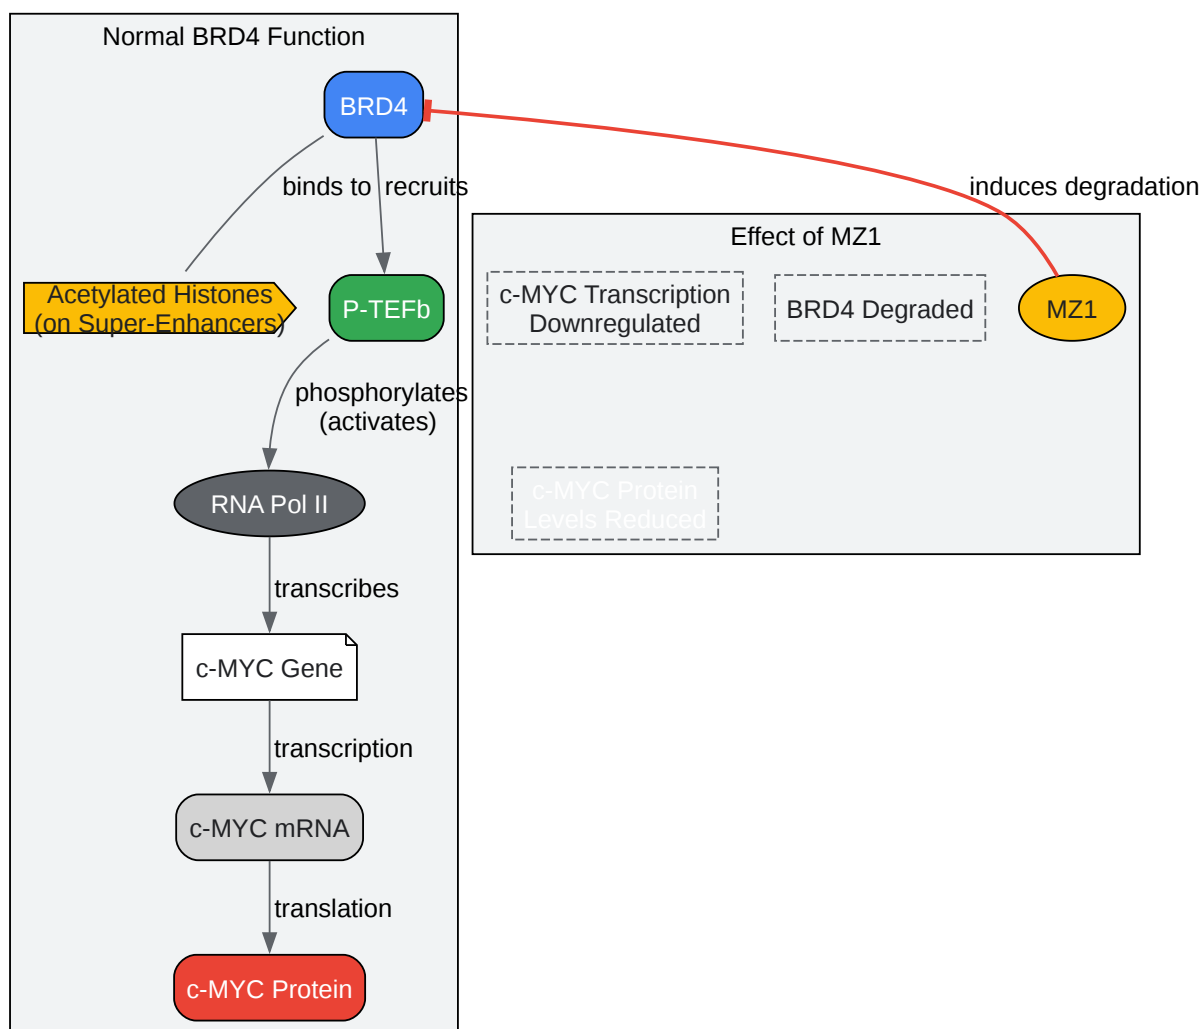 Normal BRD4 Function
BRD4
binds to
recruits
Acetylated Histones
(on Super-Enhancers)
P-TEFb
phosphorylates
(activates)
RNA Pol II
transcribes
c-MYC Gene
transcription
c-MYC mRNA
translation
c-MYC Protein
induces degradation
Effect of MZ1
c-MYC Transcription
Downregulated
BRD4 Degraded
MZ1
c-MYC Protein
Levels Reduced